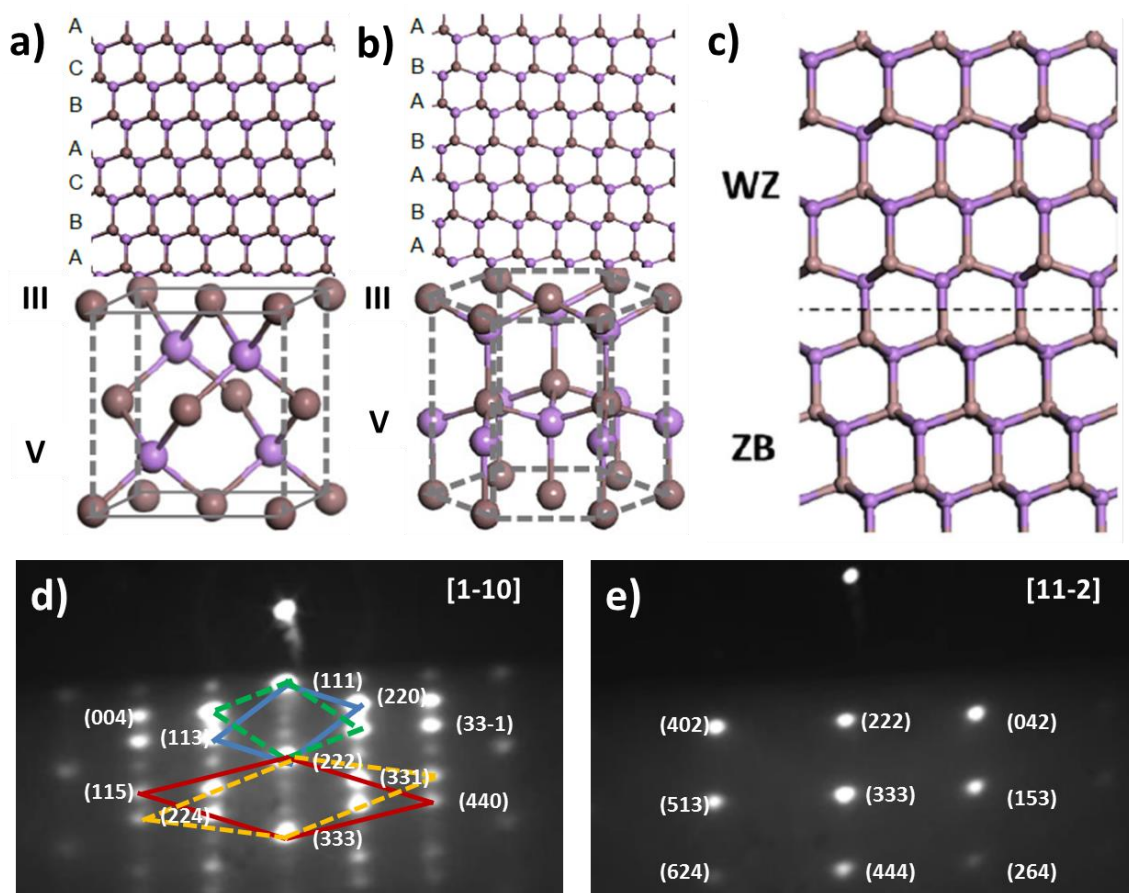 a)
A
C
B
A
C
B
A
III
V
b)
A
B
A
B
A
B
A
III
V
c)
WZ
ZB
d)
[1-10]
(111)
(220)
(004)
(113)
(33-1)
(222)
(331)
(115)
(440)
(224)
(333)
e)
[11-2]
(402)
(222)
(042)
(513)
(333)
(153)
(624)
(444)
(264)